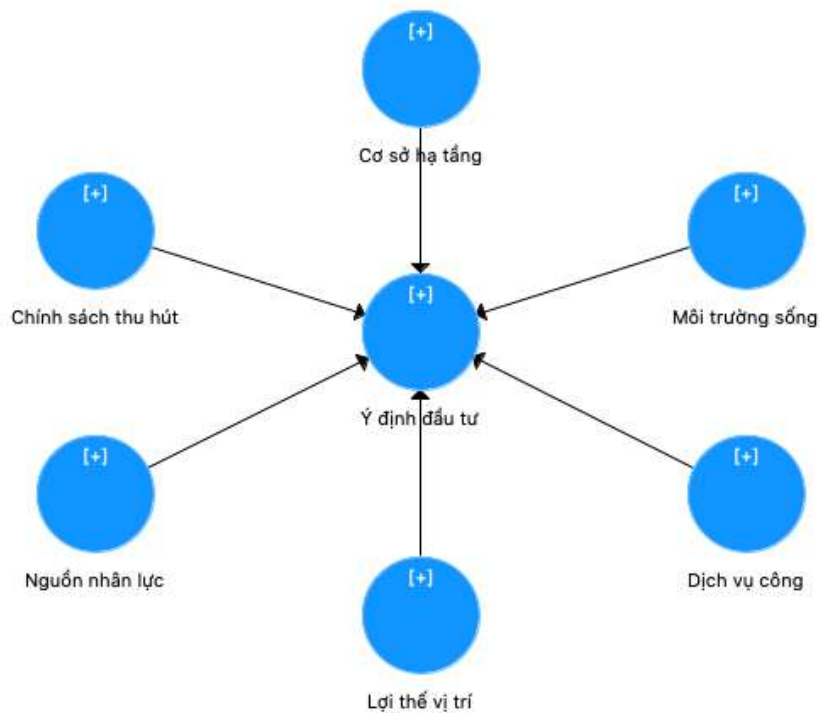 [+]
Cơ sở hạ tầng
[+]
[+]
Chính sách thu hút
[+]
Môi trường sống
Ý định đầu tư
[+]
[+]
Nguồn nhân lực
[+]
Dịch vụ công
Lợi thế vị trí